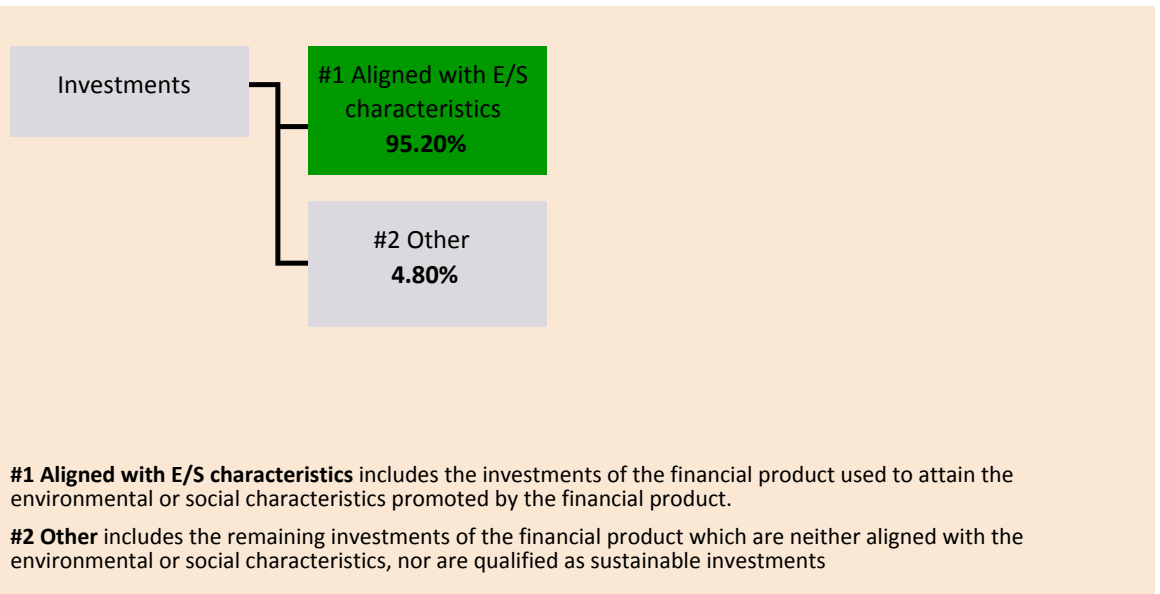 Investments
#1 Aligned with E/S
characteristics
95.20%
#2 Other
4.80%
#1 Aligned with E/S characteristics includes the investments of the financial product used to attain the
environmental or social characteristics promoted by the financial product.
#2 Other includes the remaining investments of the financial product which are neither aligned with the
environmental or social characteristics, nor are qualified as sustainable investments